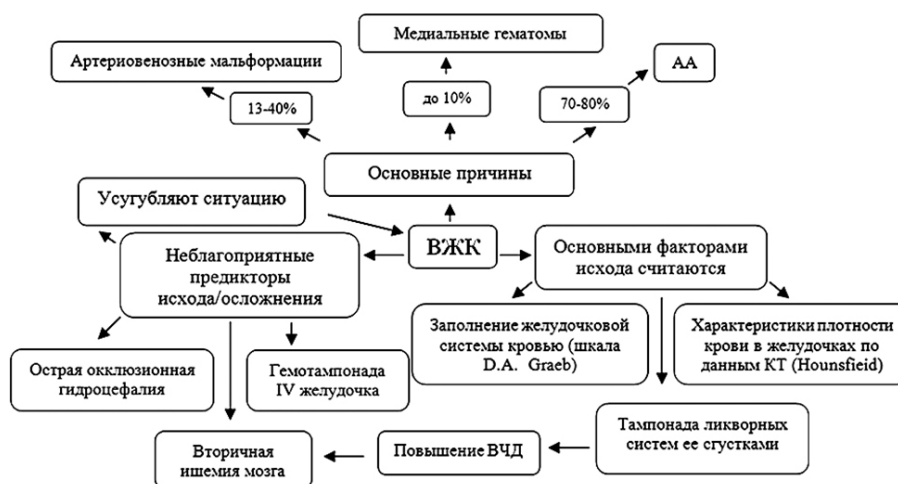 Медиальные гематомы
Артериовенозные мальформации
АА
13-40%
до 10%
70-80%
Основные причины
Усугубляют ситуацию
ВЖК
Неблагоприятные
предикторы
исхода/осложнения
Основными факторами
исхода считаются
Заполнение желудочковой
системы кровью (шкала
D.A. Graeb)
Характеристики плотности
крови в желудочках по
данным КТ (Hounsfieid)
Острая окклюзионная
гидроцефалия
Гемотампонада
IV желудочка
Тампонада ликворных
систем ее сгустками
Повышение ВЧД
Вторичная
ишемия мозга